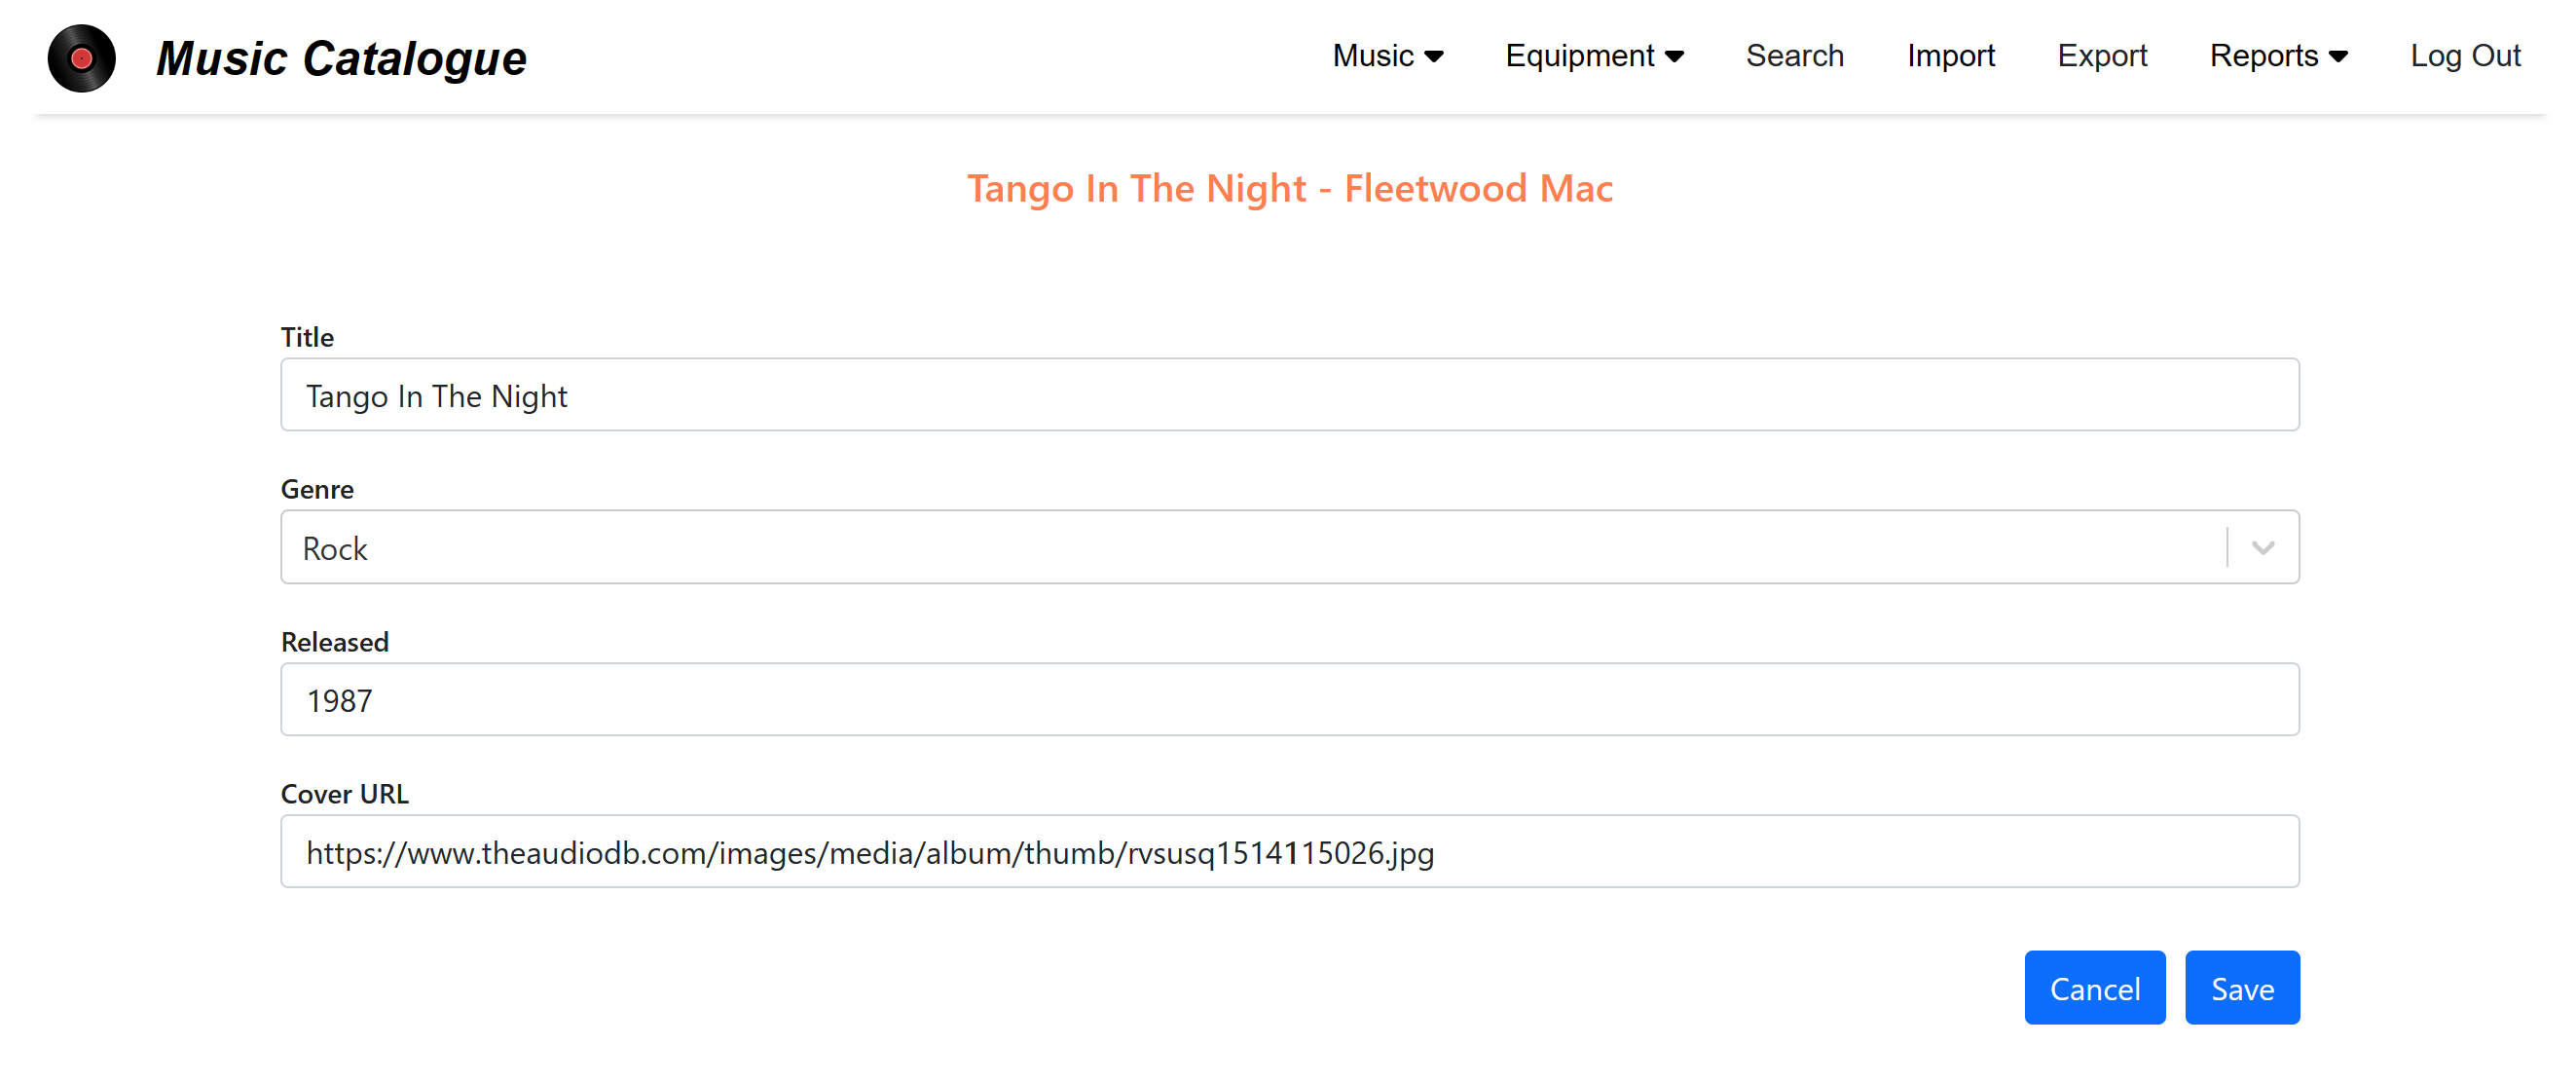 Music Catalogue
Music Equipment Search Import Export Reports Log Out
Tango In The Night - Fleetwood Mac
Title
Tango In The Night
Genre
Rock
Released
1987
Cover URL
https://www.theaudiodb.com/images/media/album/thumb/rvsusq1514115026.jpg
Cancel Save